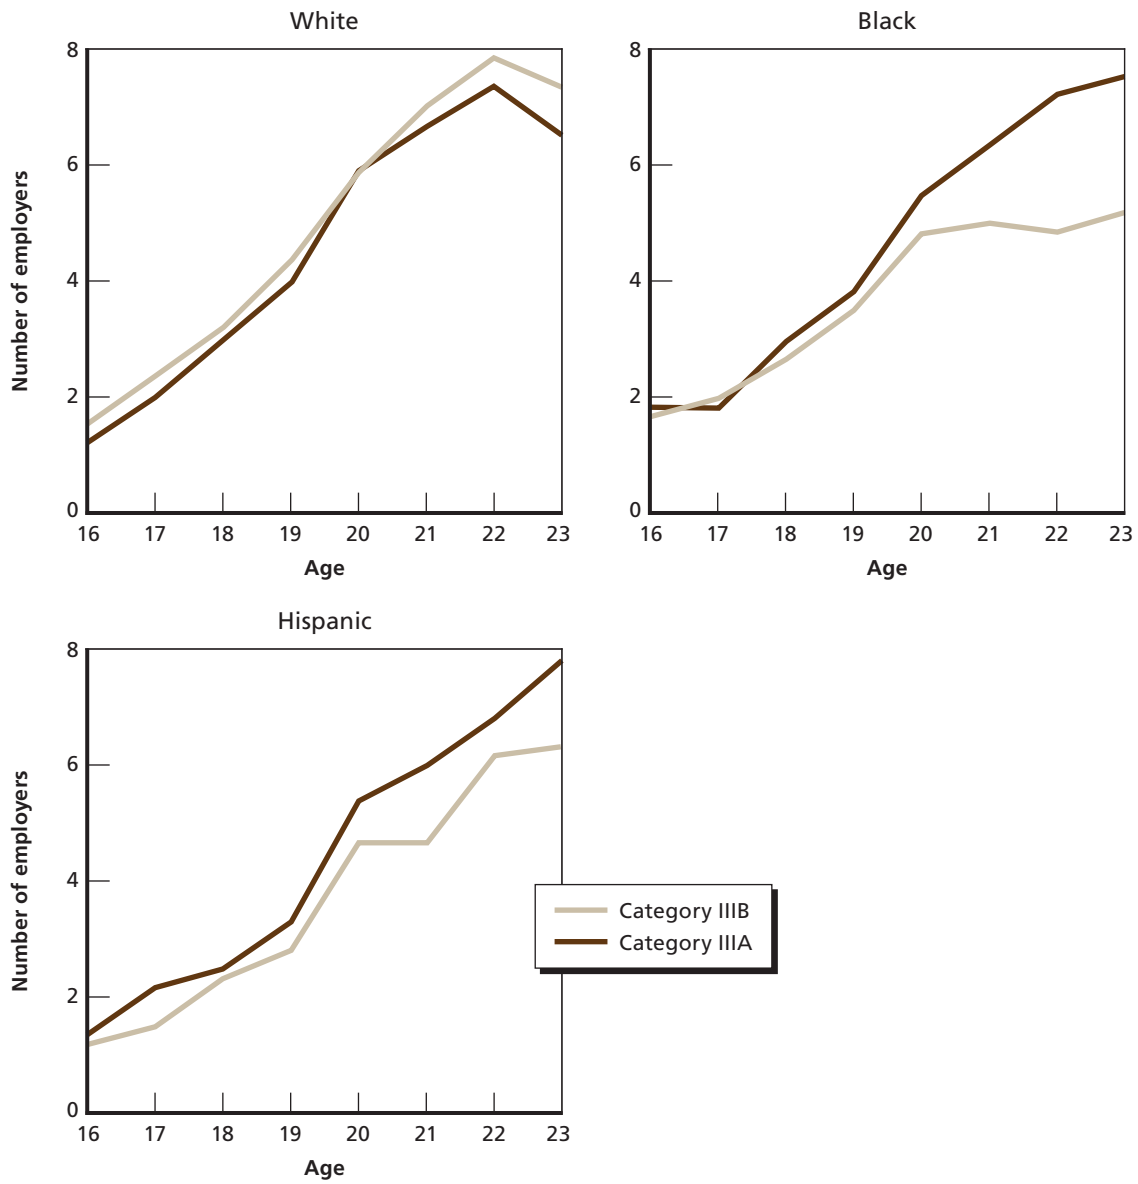 White
Number of employers
8
6
4
2
0
16 17 18 19 20 21 22 23
Age
Black
8
6
4
2
0
16 17 18 19 20 21 22 23
Age
Hispanic
Number of employers
8
6
4
2
0
16 17 18 19 20 21 22 23
Age
Category IIIB
Category IIIA